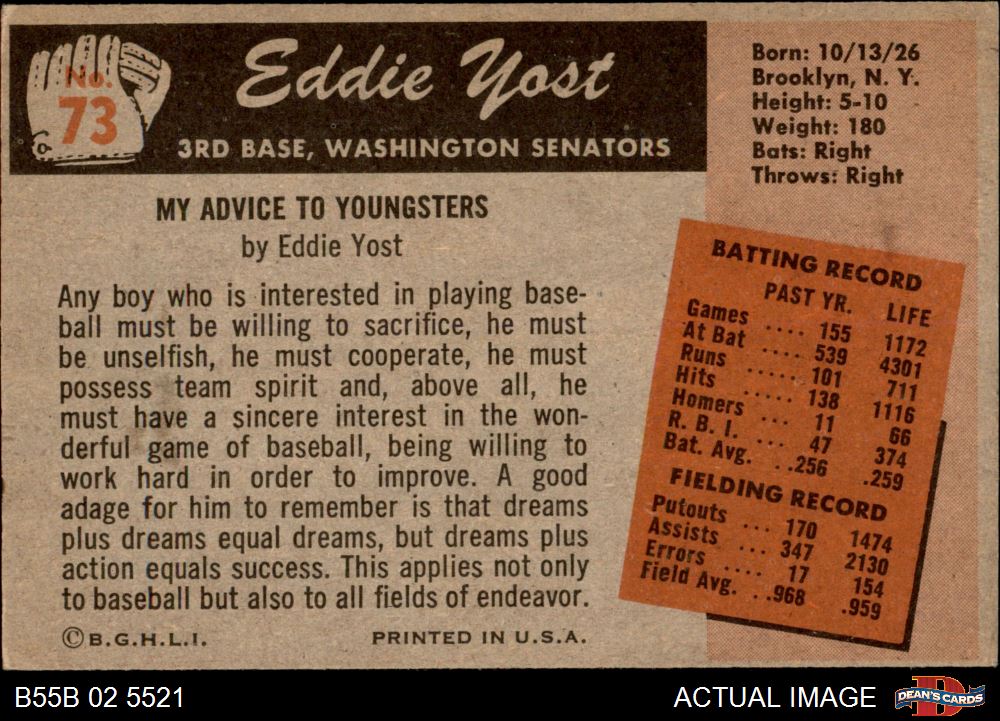 No.
73
Eddie Yost
3RD BASE, WASHINGTON SENATORS
Born: 10/13/26
Brooklyn, N. Y.
Height: 5-10
Weight: 180
Bats: Right
Throws: Right
MY ADVICE TO YOUNGSTERS
by Eddie Yost
Any boy who is interested in playing base-
ball must be willing to sacrifice, he must
be unselfish, he must cooperate, he must
possess team spirit and, above all, he
must have a sincere interest in the won-
derful game of baseball, being willing to
work hard in order to improve. A good
adage for him to remember is that dreams
plus dreams equal dreams, but dreams plus
action equals success. This applies not only
to baseball but also to all fields of endeavor.
©B.G.H.L.I. PRINTED IN U.S.A.
BATTING RECORD
PAST YR. LIFE
Games .... 155 1172
At Bat ..... 539 4301
Runs ...... 101 711
Hits ..... 138 1116
Homers .... 11 66
R. B. I. ... 47 374
Bat. Avg. ..256 .259
FIELDING RECORD
Putouts ... 170 1474
Assists ... 347 2130
Errors .... 17 154
Field Avg. ..968 .959
B55B 02 5521 ACTUAL IMAGE
D
DEAN'S CARDS